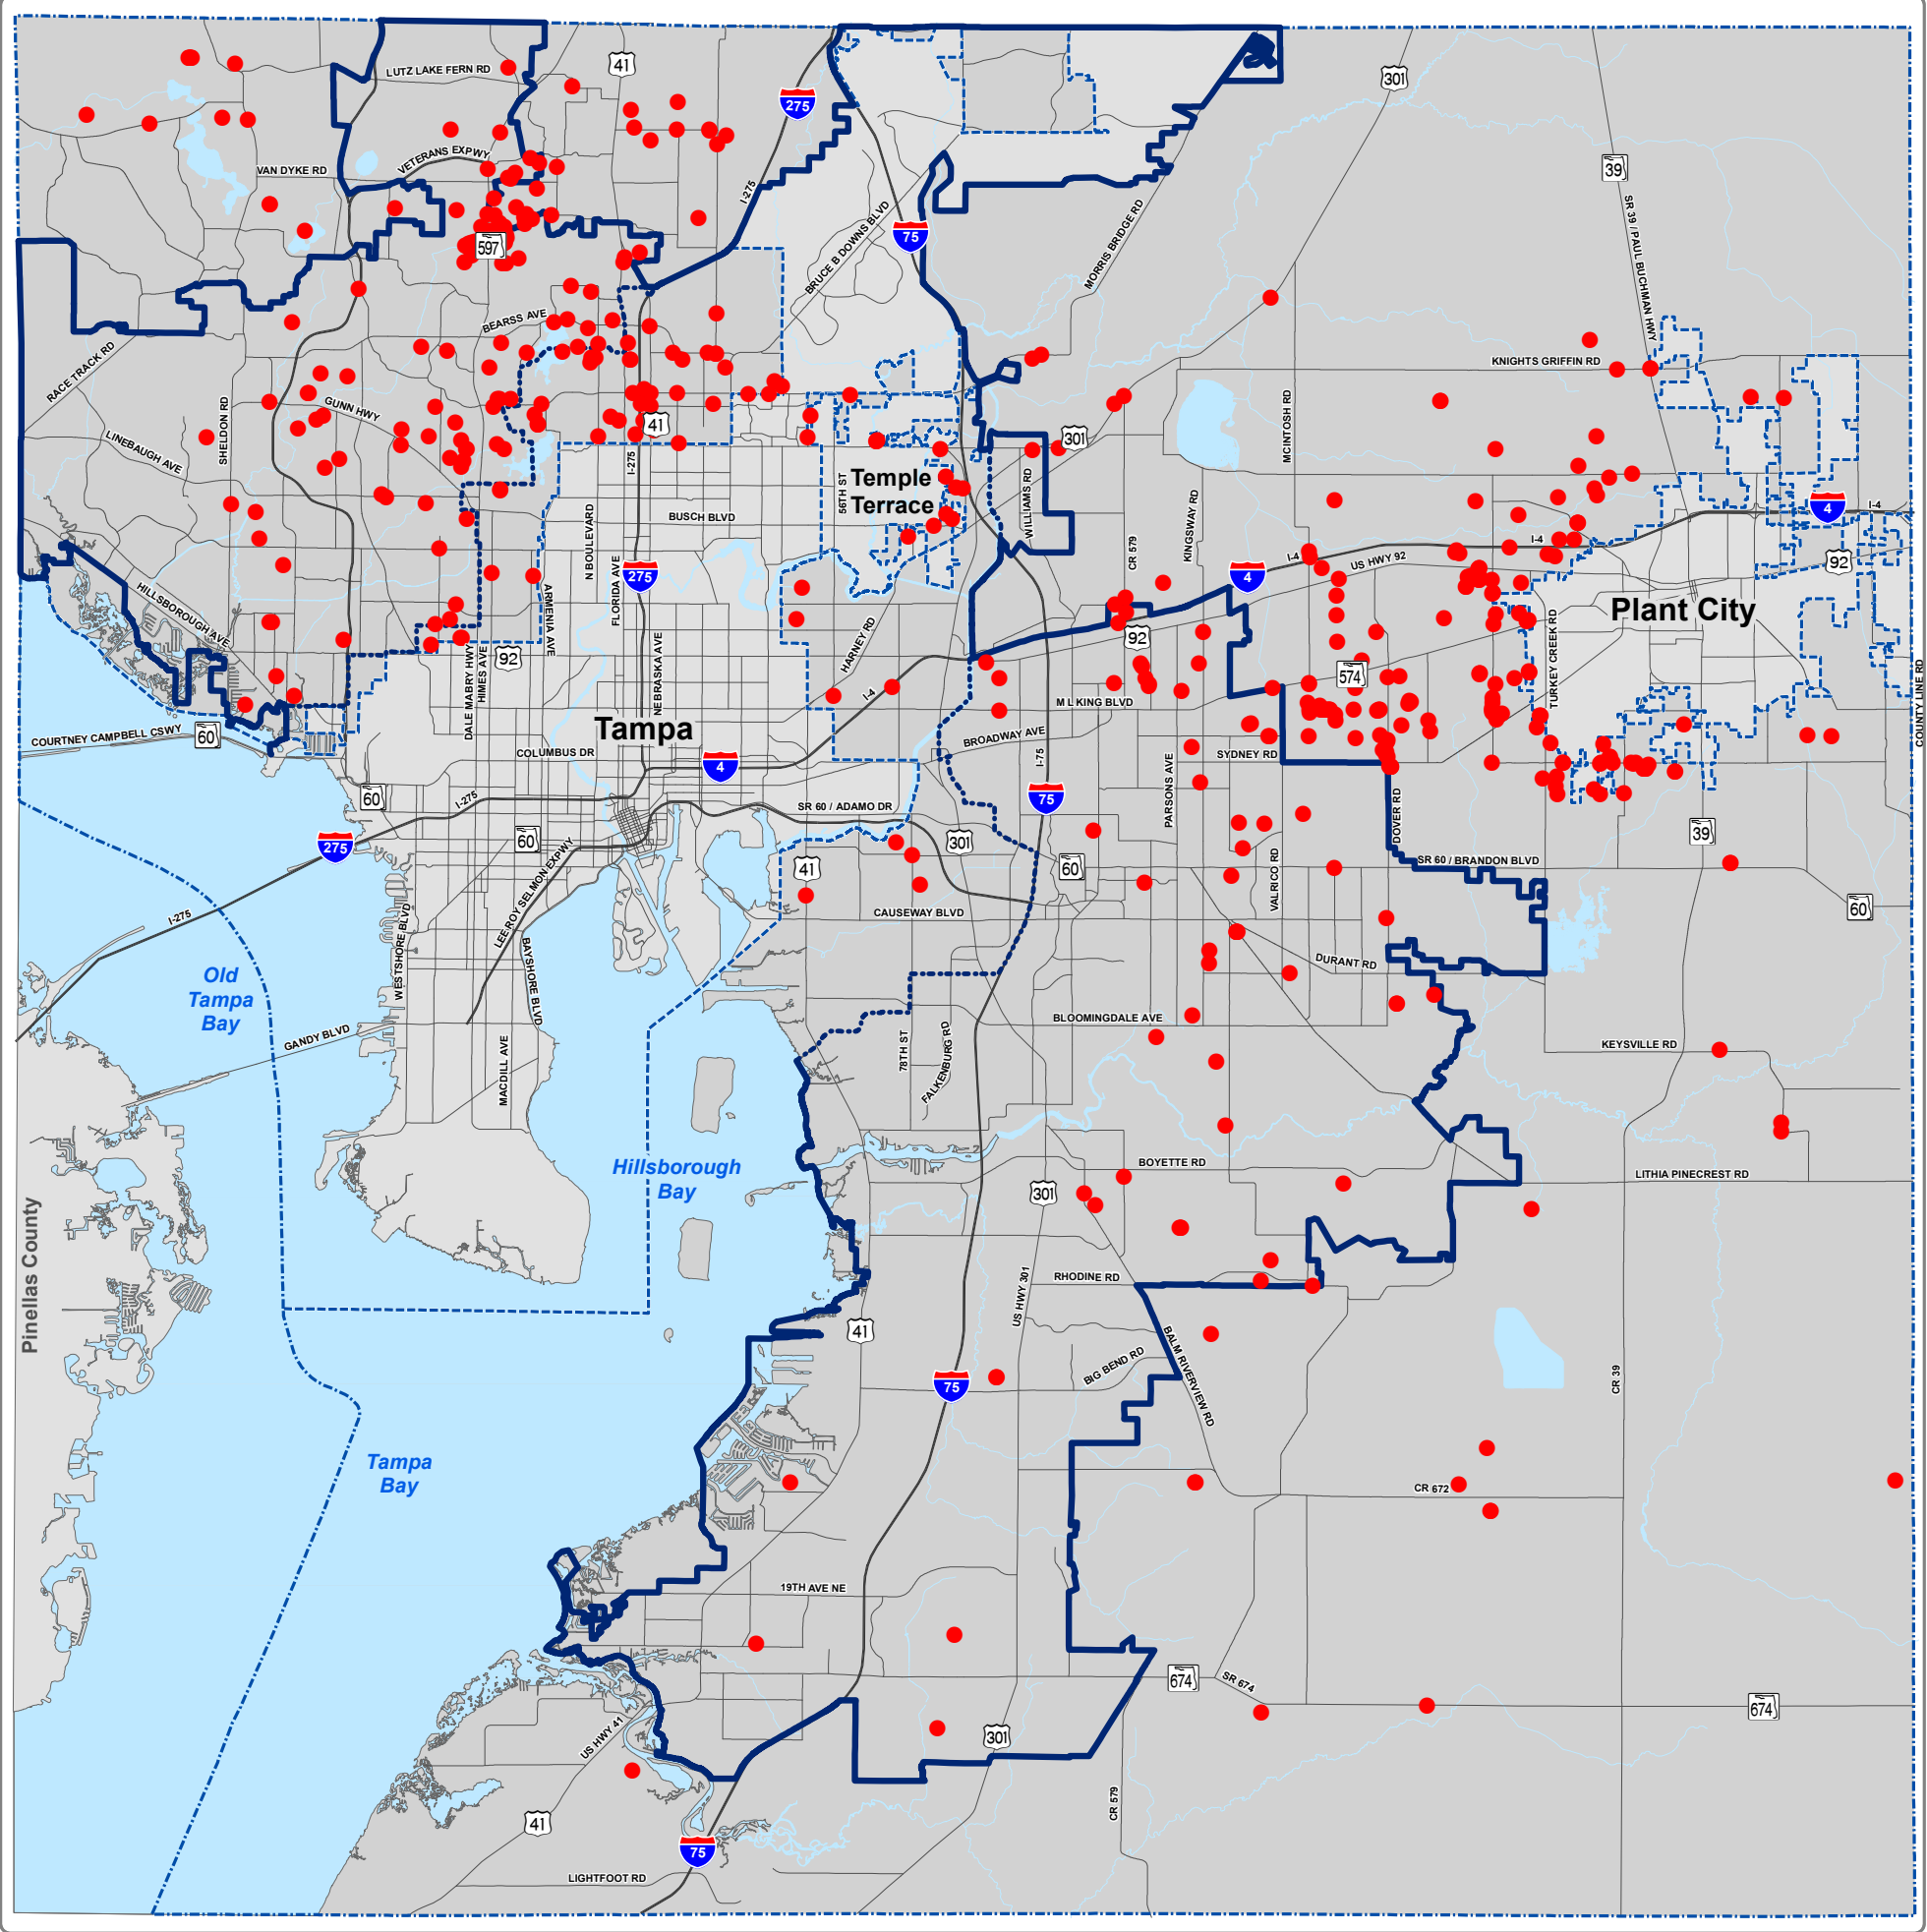 LUTZ LAKE FERN RD
41
275
301
39
VAN DYKE RD
VETERANS EXPWY
I-275
BRUCE B DOWNS BLVD
75
MORRIS BRIDGE RD
SR 39 / PAUL BUCHMAN HWY
597
BEARSS AVE
RACE TRACK RD
KNIGHTS GRIFFIN RD
SHELDON RD
GUNN HWY
LINEBAUGH AVE
41
301
MCINTOSH RD
I-275
Temple
Terrace
56TH ST
WILLIAMS RD
BUSCH BLVD
N BOULEVARD
FLORIDA AVE
CR 579
KINGSWAY RD
4
I-4
I-4
I-4
US HWY 92
92
275
4
HILLSBOROUGH AVE
ARMENIA AVE
Plant City
TURKEY CREEK RD
HARNEY RD
92
92
574
DALE MABRY HWY
HIMES AVE
NEBRASKA AVE
I-4
M L KING BLVD
COUNTY LINE RD
Tampa
COURTNEY CAMPBELL CSWY
60
COLUMBUS DR
BROADWAY AVE
I-75
SYDNEY RD
4
60
I-275
SR 60 / ADAMO DR
75
PARSONS AVE
DOVER RD
39
275
60
LEE ROY SELMON EXPWY
41
301
60
SR 60 / BRANDON BLVD
VALRICO RD
60
I-275
WESTSHORE BLVD
BAYSHORE BLVD
CAUSEWAY BLVD
DURANT RD
Old
Tampa
Bay
GANDY BLVD
MACDILL AVE
78TH ST
FALKENBURG RD
BLOOMINGDALE AVE
KEYSVILLE RD
Hillsborough
Bay
BOYETTE RD
LITHIA PINECREST RD
301
Pinellas County
RHODINE RD
US HWY 301
41
BIG BEND RD
BALM RIVERVIEW RD
CR 39
75
Tampa
Bay
CR 672
19TH AVE NE
674
SR 674
674
US HWY 41
301
CR 579
41
75
LIGHTFOOT RD